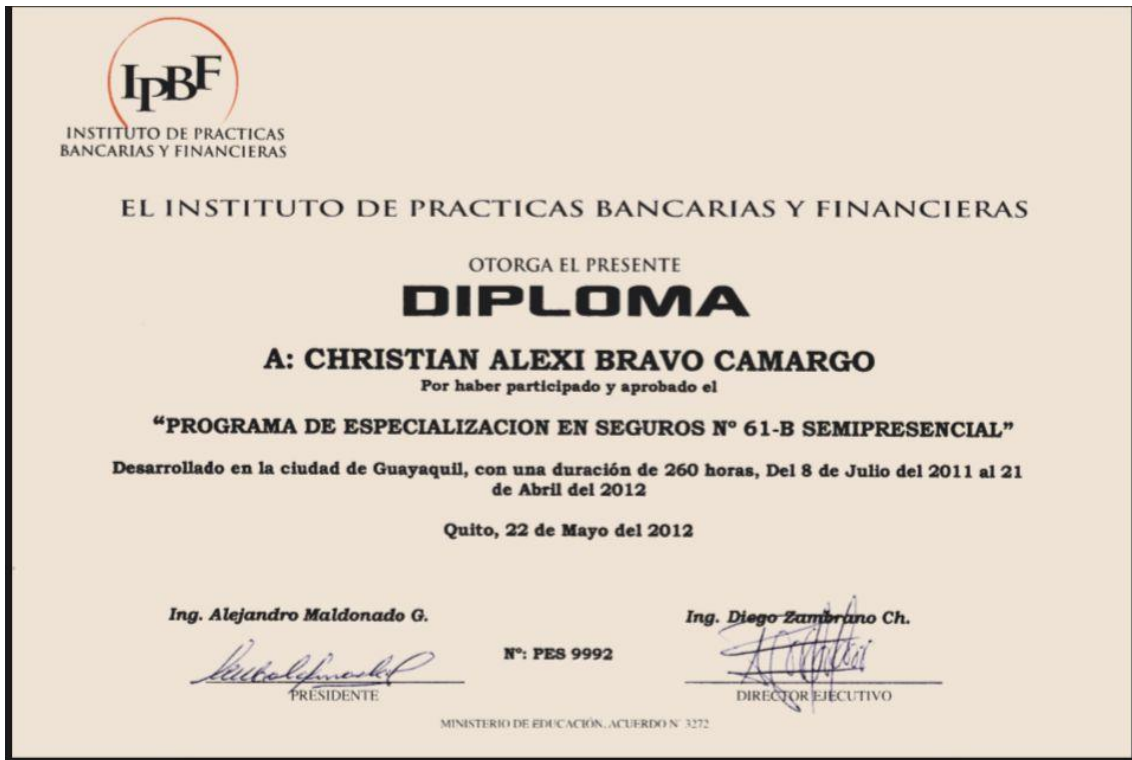 IPBF
INSTITUTO DE PRACTICAS
BANCARIAS Y FINANCIERAS
EL INSTITUTO DE PRACTICAS BANCARIAS Y FINANCIERAS
OTORGA EL PRESENTE
DIPLOMA
A: CHRISTIAN ALEXI BRAVO CAMARGO
Por haber participado y aprobado el
“PROGRAMA DE ESPECIALIZACION EN SEGUROS Nº 61-B SEMIPRESENCIAL”
Desarrollado en la ciudad de Guayaquil, con una duración de 260 horas, Del 8 de Julio del 2011 al 21
de Abril del 2012
Quito, 22 de Mayo del 2012
Ing. Alejandro Maldonado G.
Ing. Diego Zambrano Ch.
Nº: PES 9992
PRESIDENTE
DIRECTOR EJECUTIVO
MINISTERIO DE EDUCACIÓN, ACUERDO Nº 3272